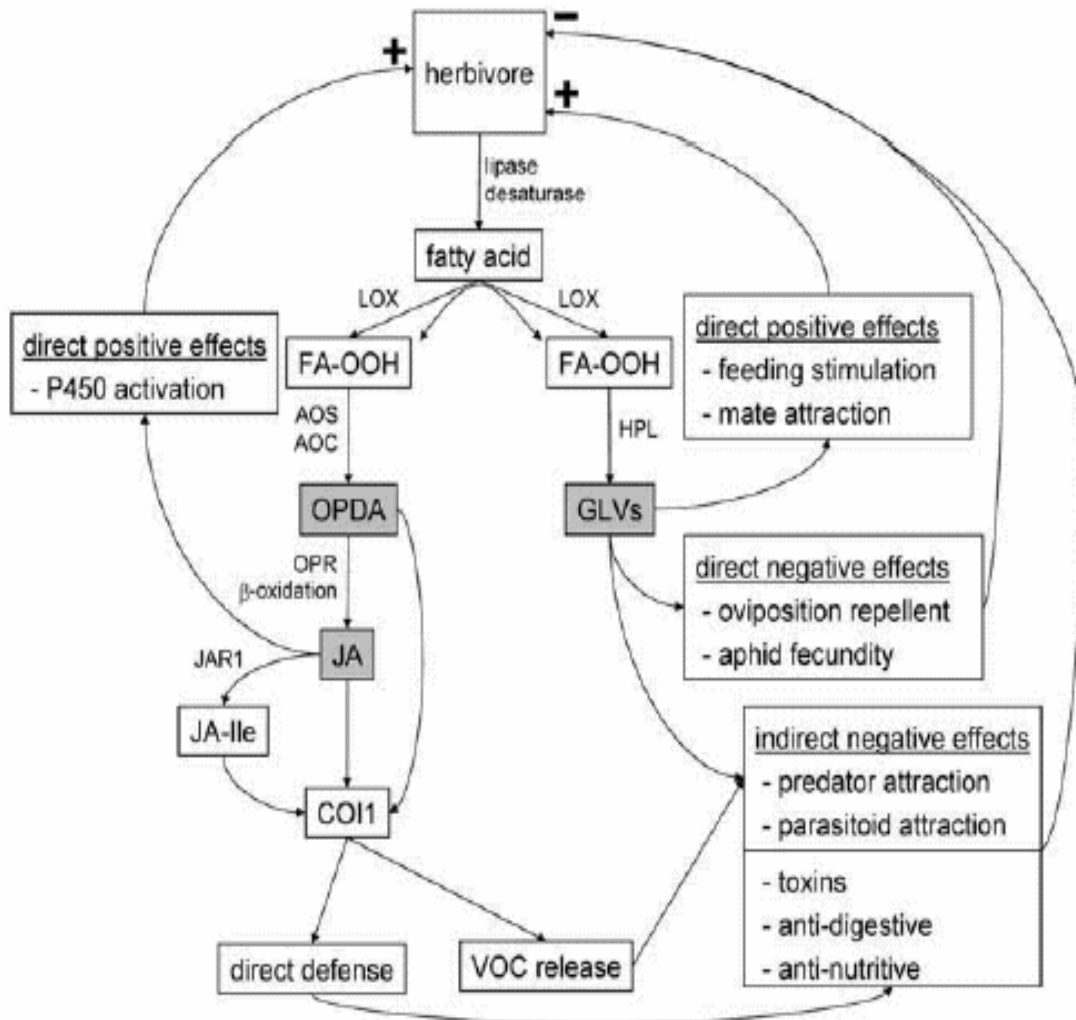 −
+
herbivore
+
lipase
desaturase
fatty acid
LOX
LOX
direct positive effects
- P450 activation
FA-OOH
FA-OOH
direct positive effects
- feeding stimulation
- mate attraction
AOS
AOC
HPL
OPDA
GLVs
OPR
β-oxidation
direct negative effects
- oviposition repellent
- aphid fecundity
JAR1
JA
JA-Ile
indirect negative effects
- predator attraction
- parasitoid attraction
COI1
- toxins
- anti-digestive
- anti-nutritive
direct defense
VOC release